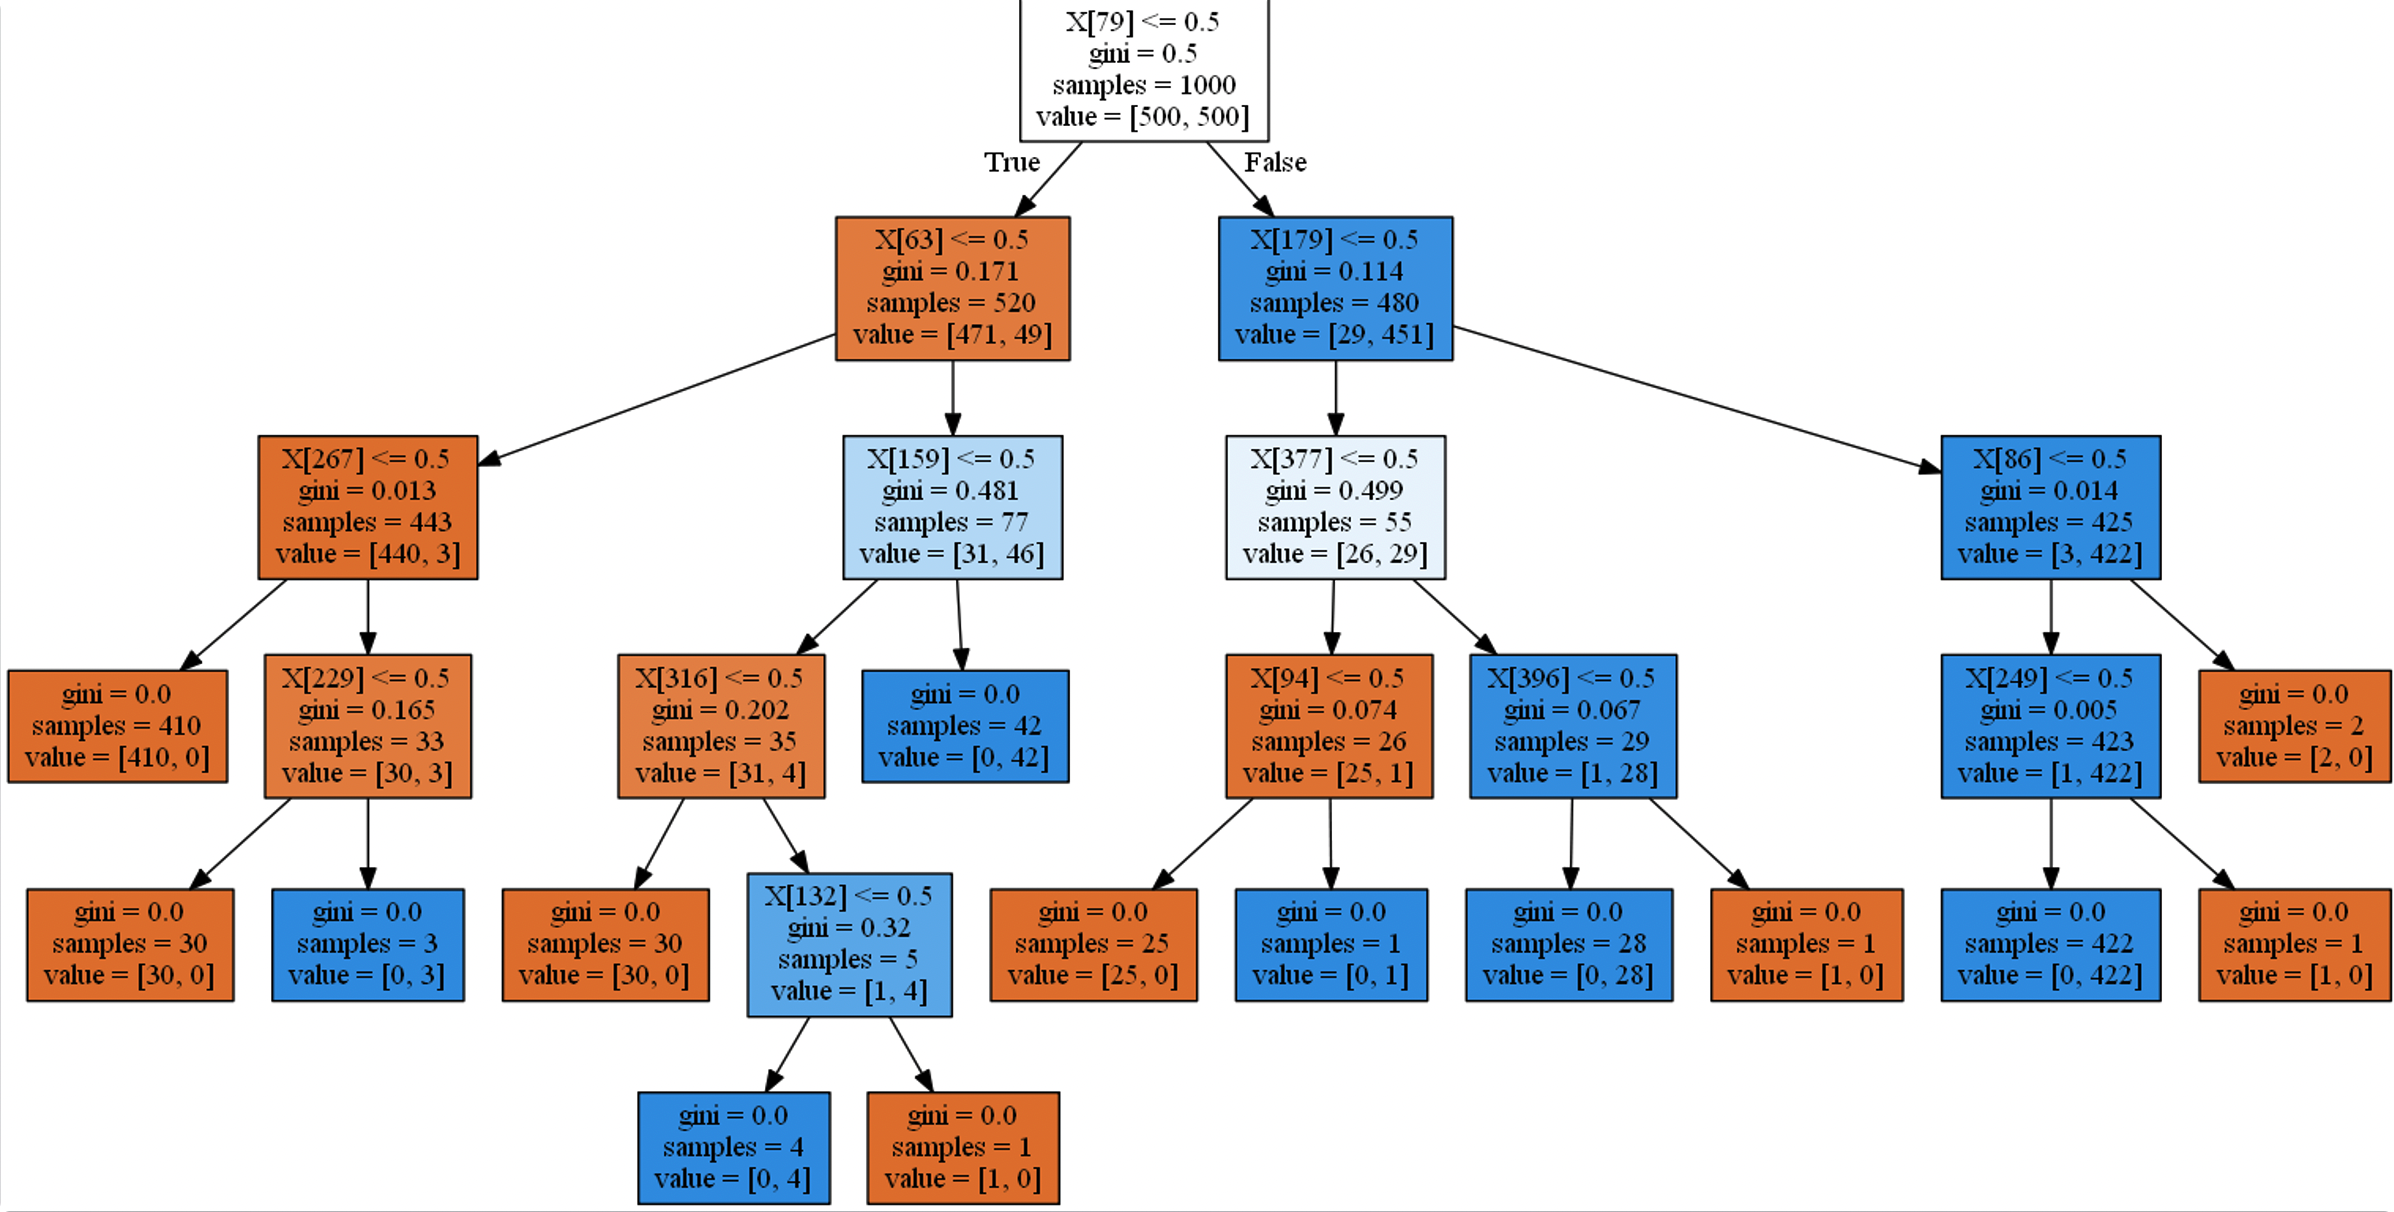 X[79] <= 0.5
gini = 0.5
samples = 1000
value = [500, 500]
True
False
X[63] <= 0.5
gini = 0.171
samples = 520
value = [471, 49]
X[179] <= 0.5
gini = 0.114
samples = 480
value = [29, 451]
X[267] <= 0.5
gini = 0.013
samples = 443
value = [440, 3]
X[159] <= 0.5
gini = 0.481
samples = 77
value = [31, 46]
X[377] <= 0.5
gini = 0.499
samples = 55
value = [26, 29]
X[86] <= 0.5
gini = 0.014
samples = 425
value = [3, 422]
gini = 0.0
samples = 410
value = [410, 0]
X[229] <= 0.5
gini = 0.165
samples = 33
value = [30, 3]
X[316] <= 0.5
gini = 0.202
samples = 35
value = [31, 4]
gini = 0.0
samples = 42
value = [0, 42]
X[94] <= 0.5
gini = 0.074
samples = 26
value = [25, 1]
X[396] <= 0.5
gini = 0.067
samples = 29
value = [1, 28]
X[249] <= 0.5
gini = 0.005
samples = 423
value = [1, 422]
gini = 0.0
samples = 2
value = [2, 0]
gini = 0.0
samples = 30
value = [30, 0]
gini = 0.0
samples = 3
value = [0, 3]
gini = 0.0
samples = 30
value = [30, 0]
X[132] <= 0.5
gini = 0.32
samples = 5
value = [1, 4]
gini = 0.0
samples = 25
value = [25, 0]
gini = 0.0
samples = 1
value = [0, 1]
gini = 0.0
samples = 28
value = [0, 28]
gini = 0.0
samples = 1
value = [1, 0]
gini = 0.0
samples = 422
value = [0, 422]
gini = 0.0
samples = 1
value = [1, 0]
gini = 0.0
samples = 4
value = [0, 4]
gini = 0.0
samples = 1
value = [1, 0]